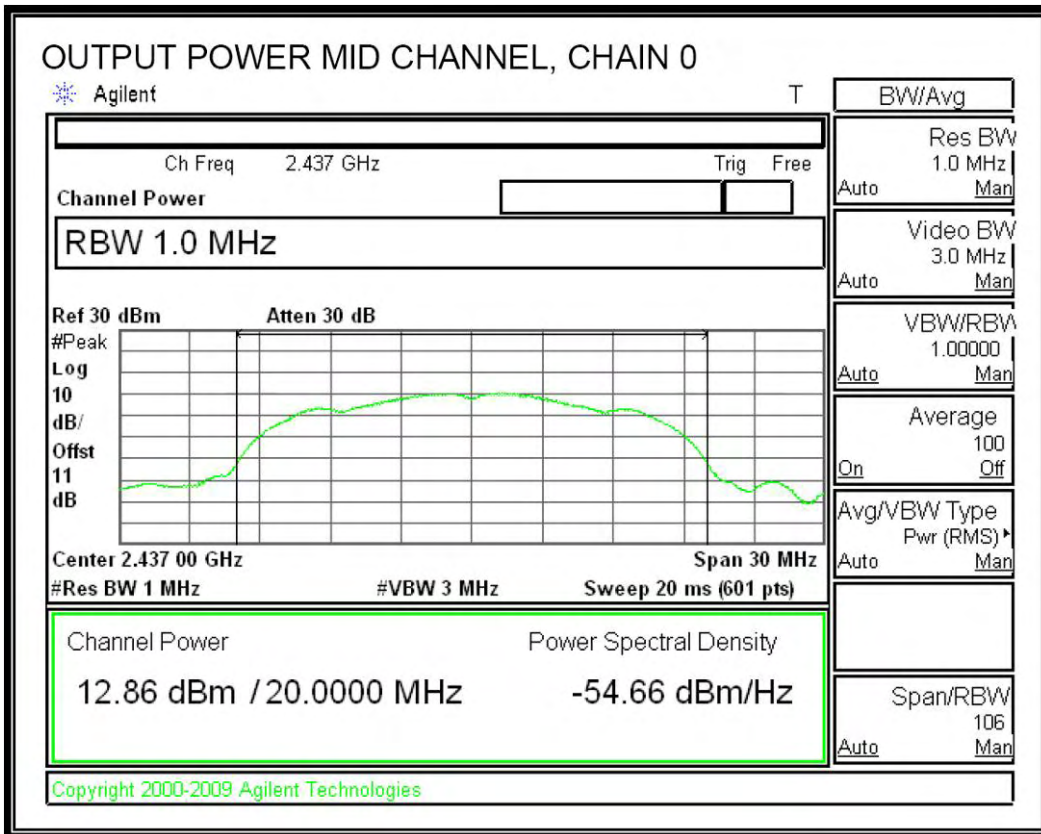 OUTPUT POWER MID CHANNEL, CHAIN 0
Agilent T
Ch Freq 2.437 GHz Trig Free
Channel Power
RBW 1.0 MHz
Ref 30 dBm Atten 30 dB
#Peak
Log
10
dB/
Offst
11
dB
Center 2.437 00 GHz Span 30 MHz
#Res BW 1 MHz #VBW 3 MHz Sweep 20 ms (601 pts)
Channel Power Power Spectral Density
12.86 dBm / 20.0000 MHz -54.66 dBm/Hz
Copyright 2000-2009 Agilent Technologies
BW/Avg
Res BW
1.0 MHz
Auto Man
Video BW
3.0 MHz
Auto Man
VBW/RBW
1.00000
Auto Man
Average
100
On Off
Avg/VBW Type
Pwr (RMS)
Auto Man
Span/RBW
106
Auto Man